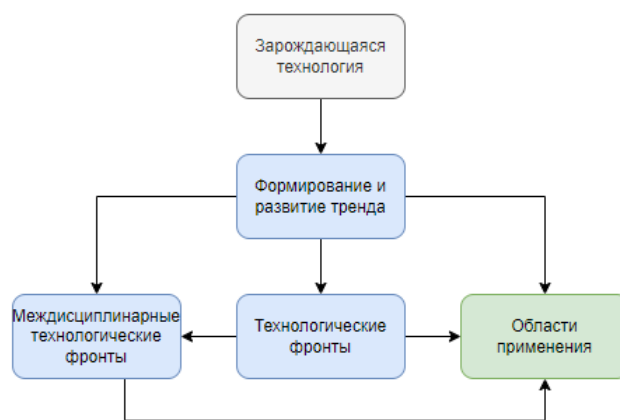 Зарождающаяся
технология
Формирование и
развитие тренда
Междисциплинарные
технологические
фронты
Технологические
фронты
Области
применения